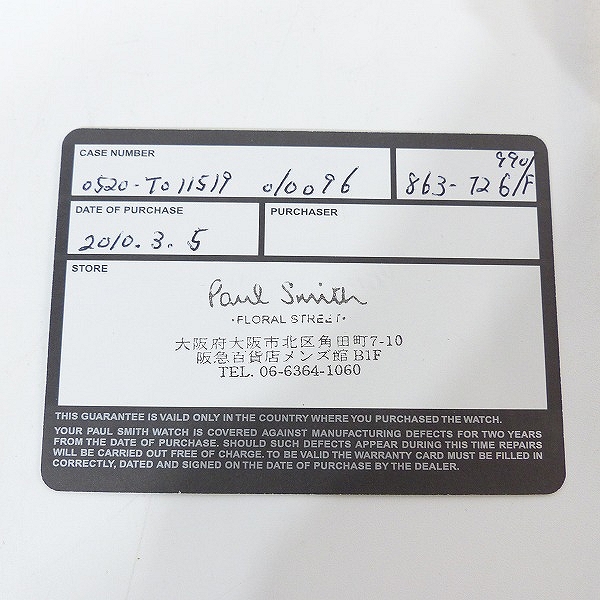 CASE NUMBER
0520-T011519 010096
990/
863-726/F
DATE OF PURCHASE
2010.3.5
PURCHASER
STORE
Paul Smith
·FLORAL STREET·
大阪府大阪市北区角田町7-10
阪急百貨店メンズ館 B1F
TEL. 06-6364-1060
THIS GUARANTEE IS VAILD ONLY IN THE COUNTRY WHERE YOU PURCHASED THE WATCH.
YOUR PAUL SMITH WATCH IS COVERED AGAINST MANUFACTURING DEFECTS FOR TWO YEARS
FROM THE DATE OF PURCHASE. SHOULD SUCH DEFECTS APPEAR DURING THIS TIME REPAIRS
WILL BE CARRIED OUT FREE OF CHARGE. TO BE VALID THE WARRANTY CARD MUST BE FILLED IN
CORRECTLY, DATED AND SIGNED ON THE DATE OF PURCHASE BY THE DEALER.